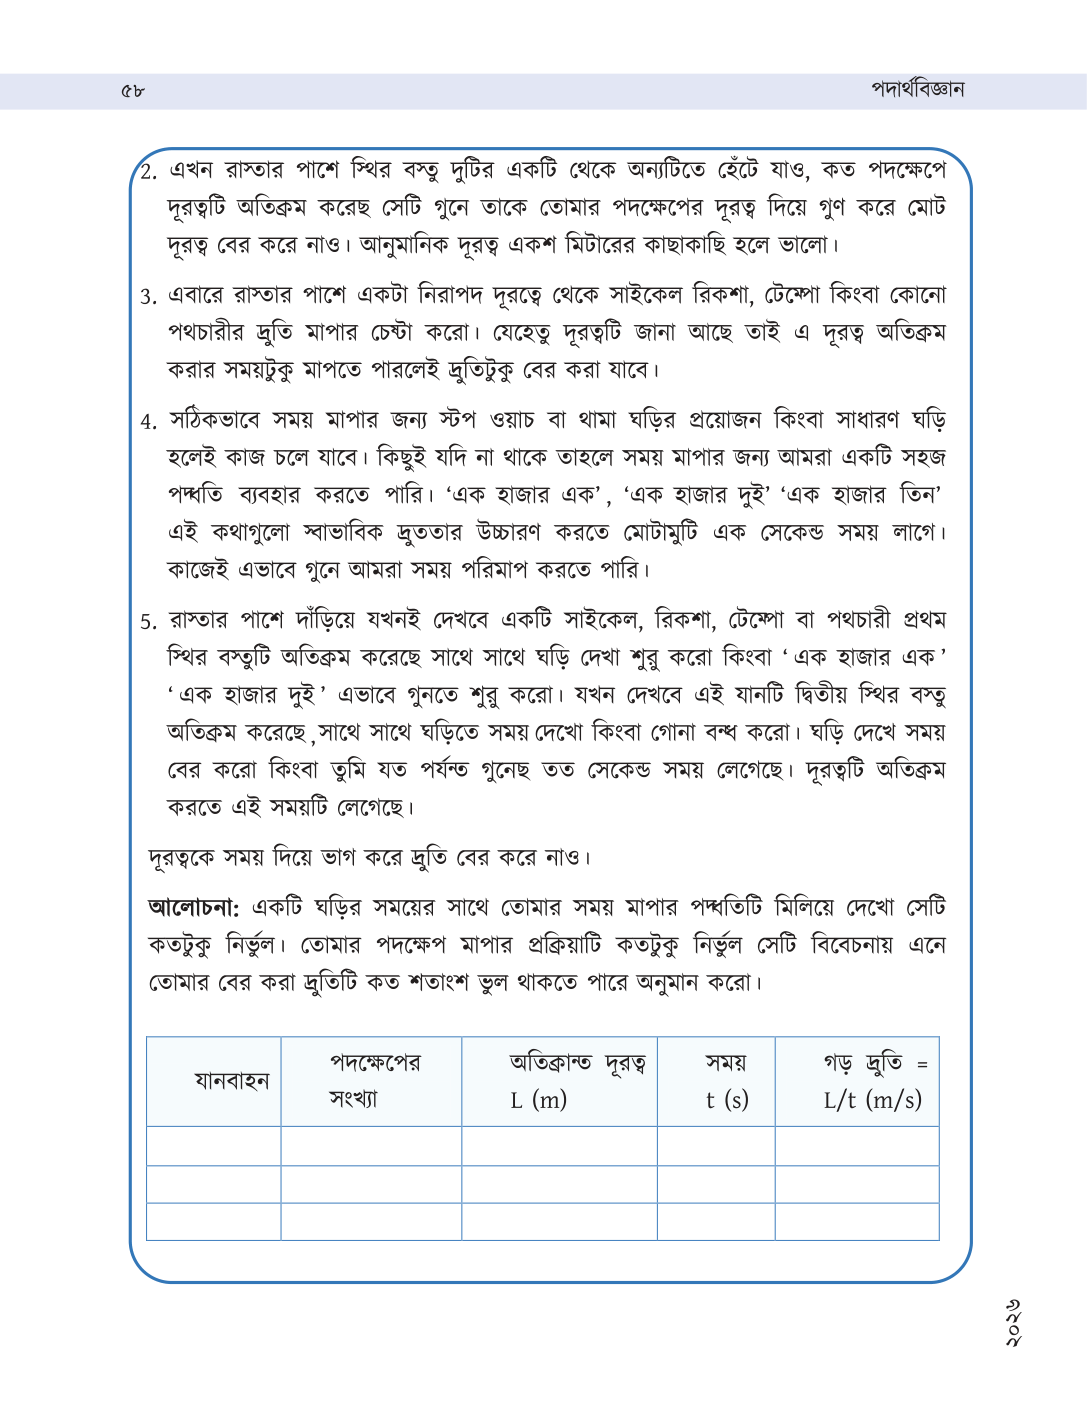 ৫৮
পদার্থবিজ্ঞান
2. এখন রাস্তার পাশে স্থির বস্তু দুটির একটি থেকে অন্যটিতে হেঁটে যাও, কত পদক্ষেপে
দূরত্বটি অতিক্রম করেছ সেটি গুনে তাকে তোমার পদক্ষেপের দূরত্ব দিয়ে গুণ করে মোট
দূরত্ব বের করে নাও। আনুমানিক দূরত্ব একশ মিটারের কাছাকাছি হলে ভালো।
3. এবারে রাস্তার পাশে একটা নিরাপদ দূরত্বে থেকে সাইকেল রিকশা, টেম্পো কিংবা কোনো
পথচারীর দ্রুতি মাপার চেষ্টা করো। যেহেতু দূরত্বটি জানা আছে তাই এ দূরত্ব অতিক্রম
করার সময়টুকু মাপতে পারলেই দ্রুতিটুকু বের করা যাবে।
4. সঠিকভাবে সময় মাপার জন্য স্টপ ওয়াচ বা থামা ঘড়ির প্রয়োজন কিংবা সাধারণ ঘড়ি
হলেই কাজ চলে যাবে। কিছুই যদি না থাকে তাহলে সময় মাপার জন্য আমরা একটি সহজ
পদ্ধতি ব্যবহার করতে পারি। ‘এক হাজার এক’, ‘এক হাজার দুই’ ‘এক হাজার তিন’
এই কথাগুলো স্বাভাবিক দ্রুততার উচ্চারণ করতে মোটামুটি এক সেকেন্ড সময় লাগে।
কাজেই এভাবে গুনে আমরা সময় পরিমাপ করতে পারি।
5. রাস্তার পাশে দাঁড়িয়ে যখনই দেখবে একটি সাইকেল, রিকশা, টেম্পো বা পথচারী প্রথম
স্থির বস্তুটি অতিক্রম করেছে সাথে সাথে ঘড়ি দেখা শুরু করো কিংবা ‘ এক হাজার এক ’
‘ এক হাজার দুই ’ এভাবে গুনতে শুরু করো। যখন দেখবে এই যানটি দ্বিতীয় স্থির বস্তু
অতিক্রম করেছে ,সাথে সাথে ঘড়িতে সময় দেখো কিংবা গোনা বন্ধ করো। ঘড়ি দেখে সময়
বের করো কিংবা তুমি যত পর্যন্ত গুনেছ তত সেকেন্ড সময় লেগেছে। দূরত্বটি অতিক্রম
করতে এই সময়টি লেগেছে।
দূরত্বকে সময় দিয়ে ভাগ করে দ্রুতি বের করে নাও।
আলোচনা: একটি ঘড়ির সময়ের সাথে তোমার সময় মাপার পদ্ধতিটি মিলিয়ে দেখো সেটি
কতটুকু নির্ভুল। তোমার পদক্ষেপ মাপার প্রক্রিয়াটি কতটুকু নির্ভুল সেটি বিবেচনায় এনে
তোমার বের করা দ্রুতিটি কত শতাংশ ভুল থাকতে পারে অনুমান করো।
যানবাহন
পদক্ষেপের
সংখ্যা
অতিক্রান্ত দূরত্ব
L (m)
সময়
t (s)
গড় দ্রুতি =
L/t (m/s)
২০২৬